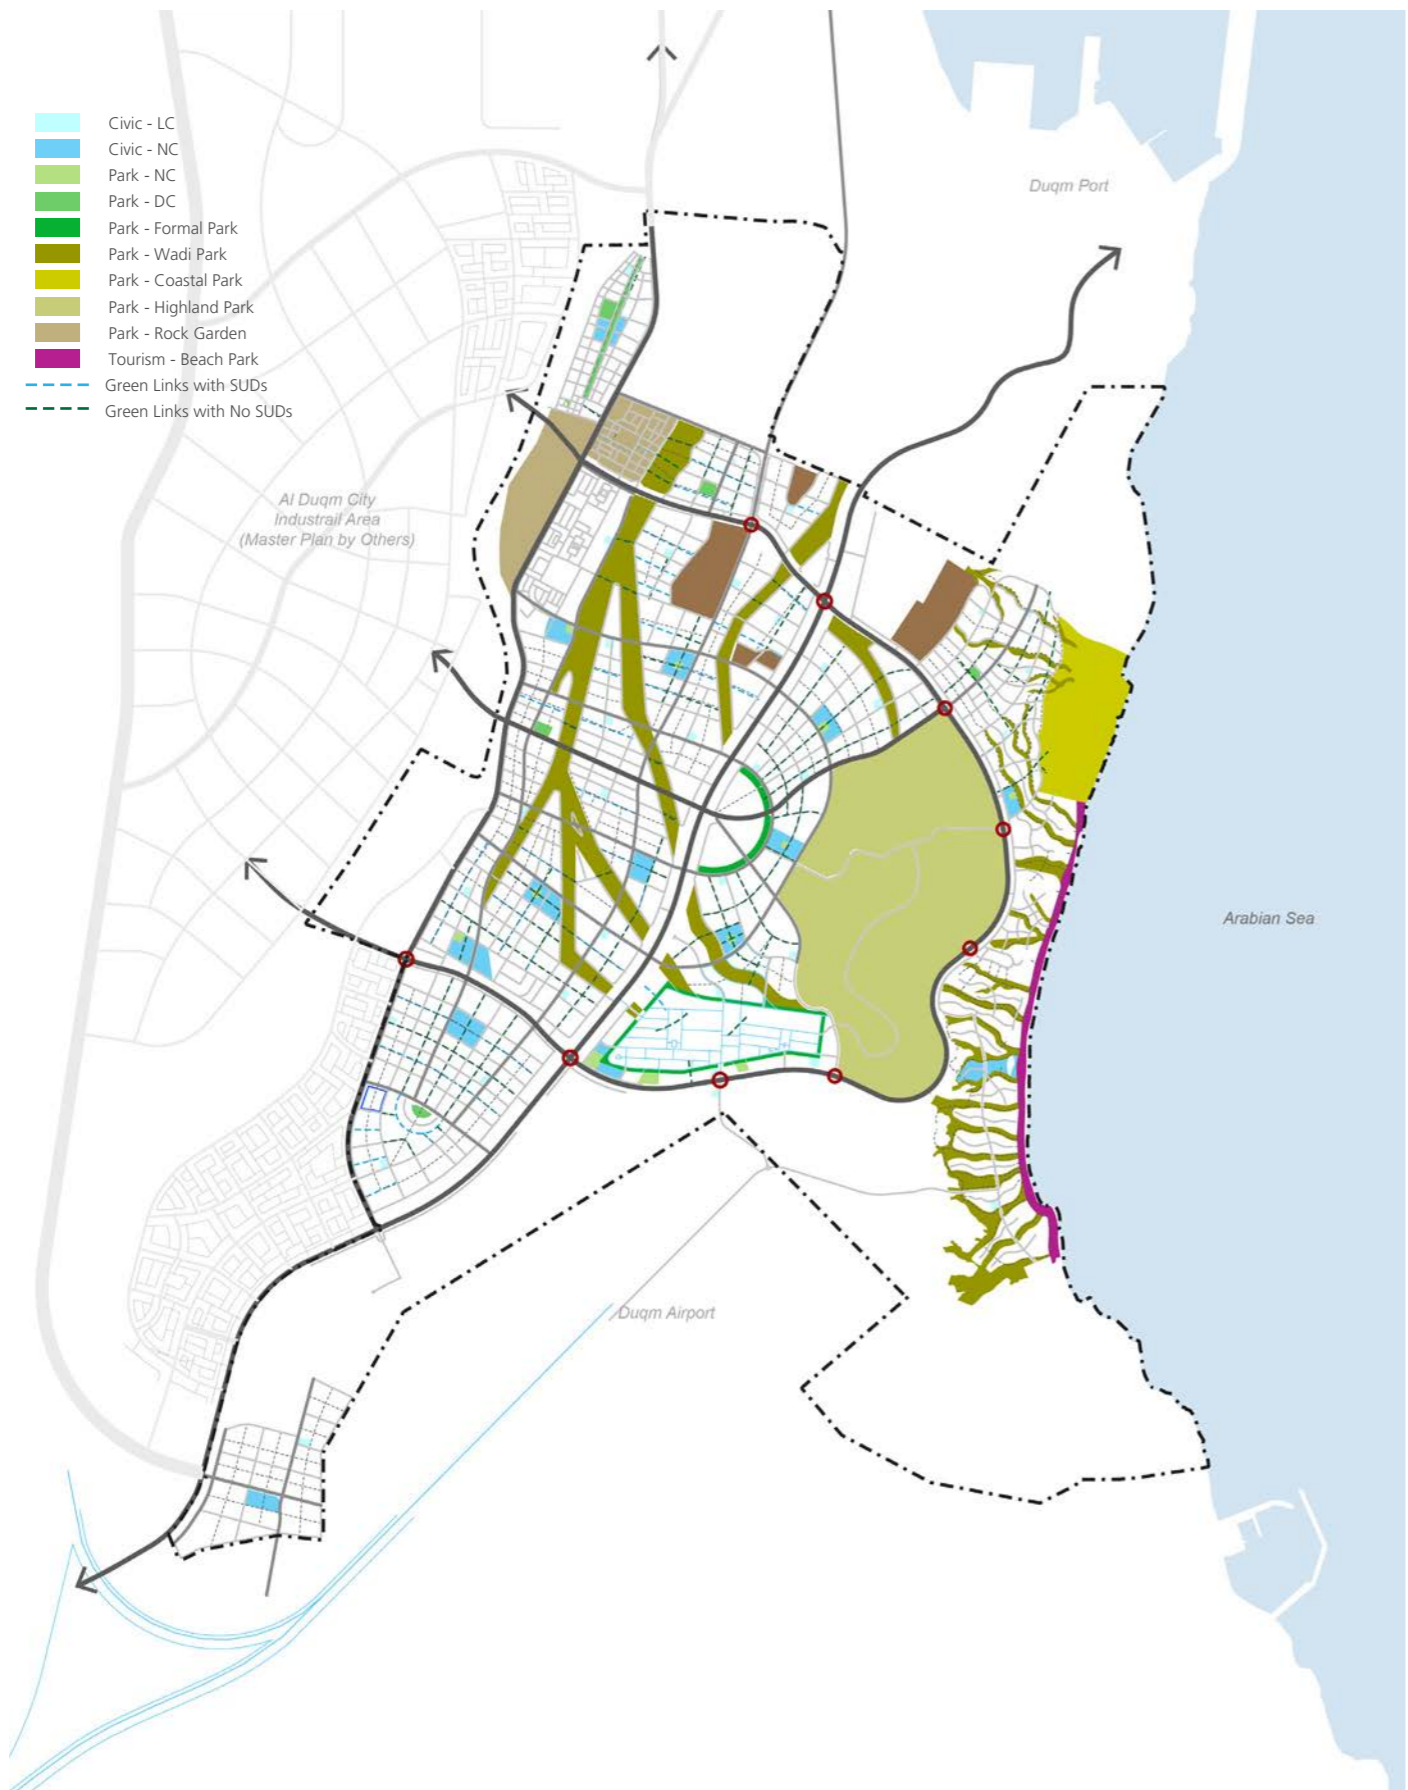 Civic - LC
Civic - NC
Park - NC
Park - DC
Park - Formal Park
Park - Wadi Park
Park - Coastal Park
Park - Highland Park
Park - Rock Garden
Tourism - Beach Park
Green Links with SUDs
Green Links with No SUDs
Duqm Port
Al Duqm City
Industrail Area
(Master Plan by Others)
Arabian Sea
Duqm Airport